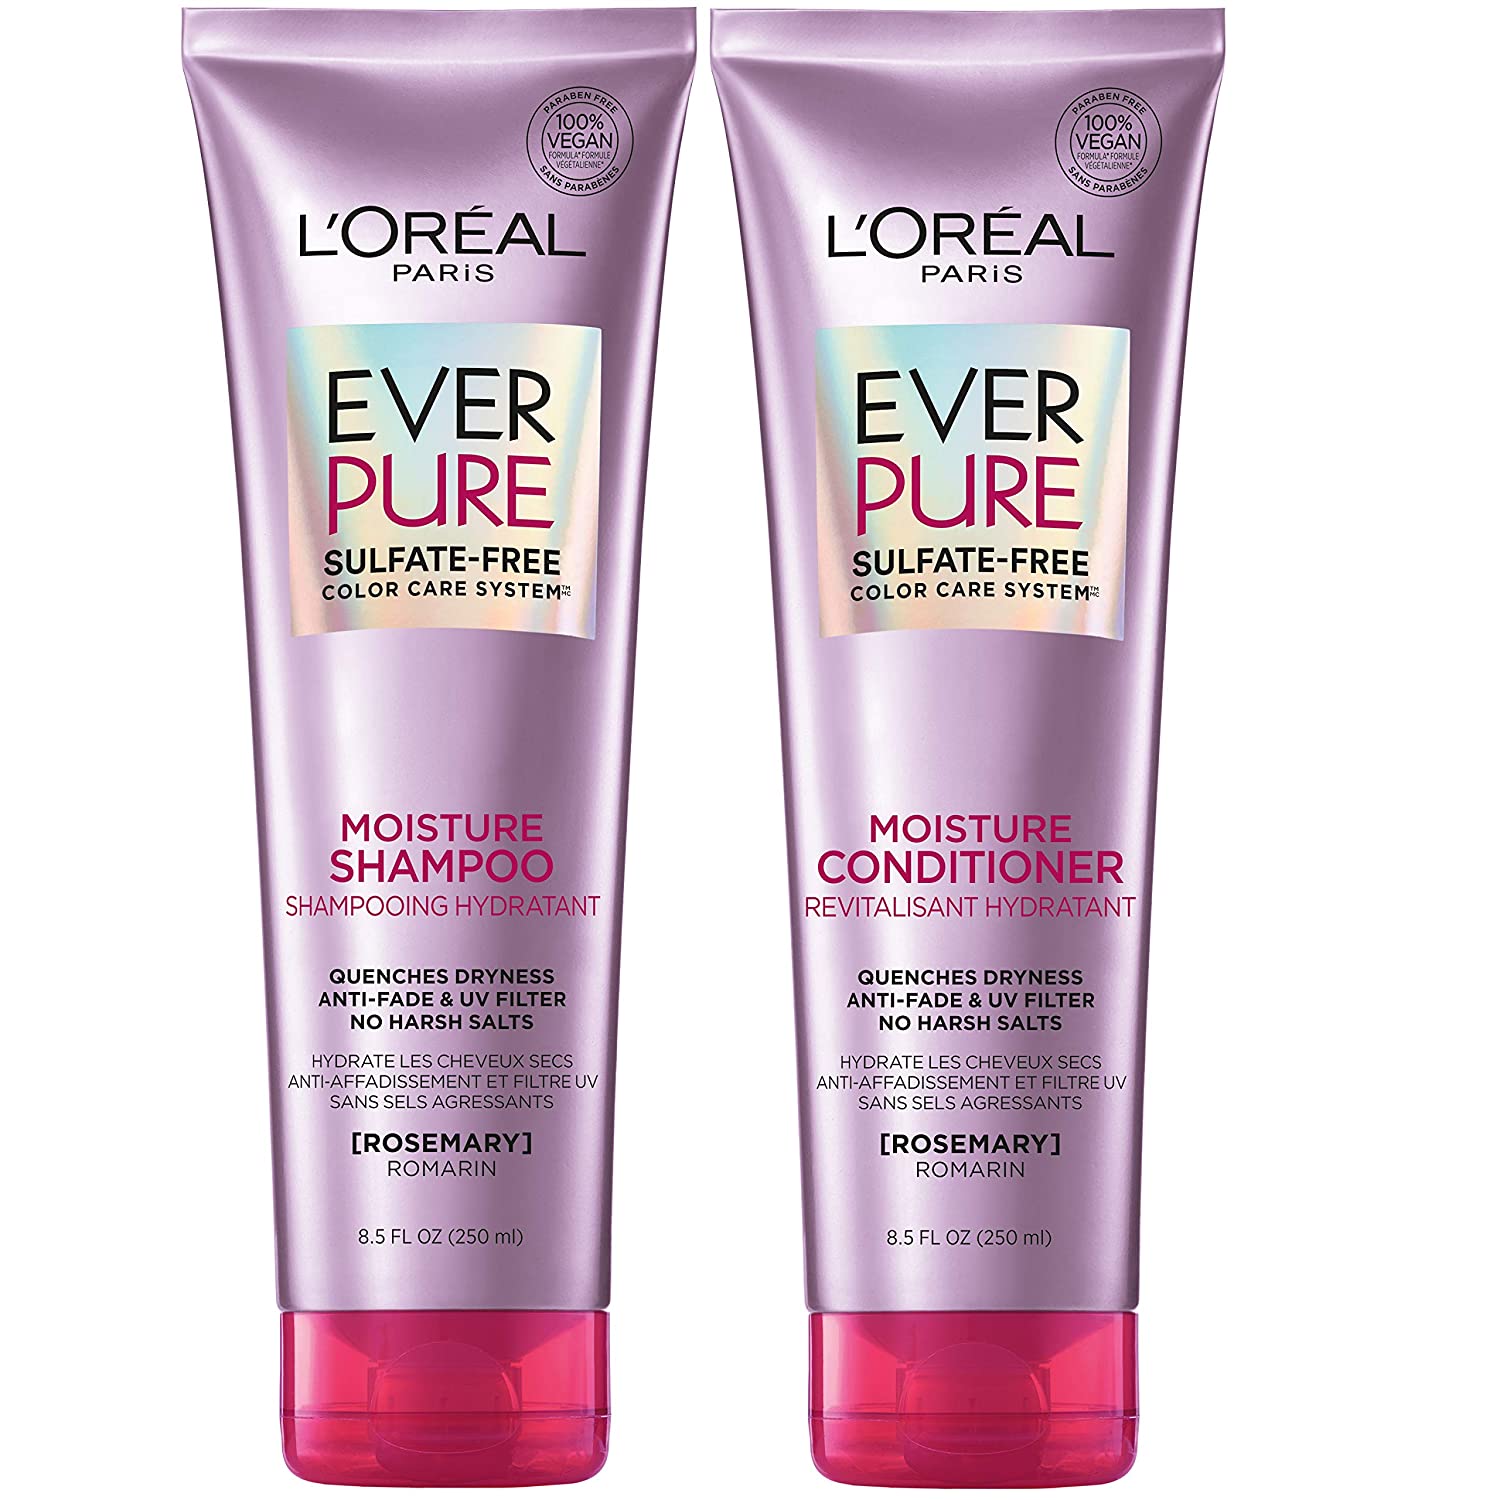 PARABEN FREE
100%
VEGAN
FORMULA* FORMULE
VÉGÉTALIENNE*
SANS PARABÈNES
L'ORÉAL
PARiS
EVER
PURE
SULFATE-FREE
COLOR CARE SYSTEM™ MC
MOISTURE
SHAMPOO
SHAMPOOING HYDRATANT
QUENCHES DRYNESS
ANTI-FADE & UV FILTER
NO HARSH SALTS
HYDRATE LES CHEVEUX SECS
ANTI-AFFADISSEMENT ET FILTRE UV
SANS SELS AGRESSANTS
[ROSEMARY]
ROMARIN
8.5 FL OZ (250 ml)
PARABEN FREE
100%
VEGAN
FORMULA* FORMULE
VÉGÉTALIENNE*
SANS PARABÈNES
L'ORÉAL
PARiS
EVER
PURE
SULFATE-FREE
COLOR CARE SYSTEM™ MC
MOISTURE
CONDITIONER
REVITALISANT HYDRATANT
QUENCHES DRYNESS
ANTI-FADE & UV FILTER
NO HARSH SALTS
HYDRATE LES CHEVEUX SECS
ANTI-AFFADISSEMENT ET FILTRE UV
SANS SELS AGRESSANTS
[ROSEMARY]
ROMARIN
8.5 FL OZ (250 ml)